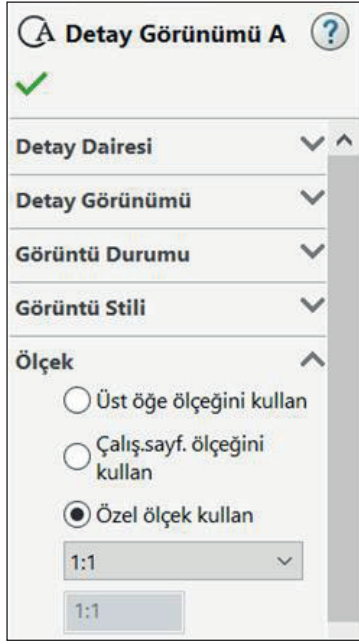 A Detay Görünümü A ?
Detay Dairesi
Detay Görünümü
Görüntü Durumu
Görüntü Stili
Ölçek
Üst öğe ölçeğini kullan
Çalış.sayf. ölçeğini
kullan
Özel ölçek kullan
1:1
1:1